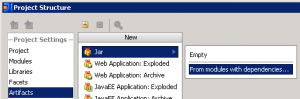 Project Structure
Project Settings
Project
Modules
Libraries
Facets
Artifacts
New
Jar
Web Application: Exploded
Web Application: Archive
JavaEE Application: Exploded
JavaEE Application: Archive
Empty
From modules with dependencies...